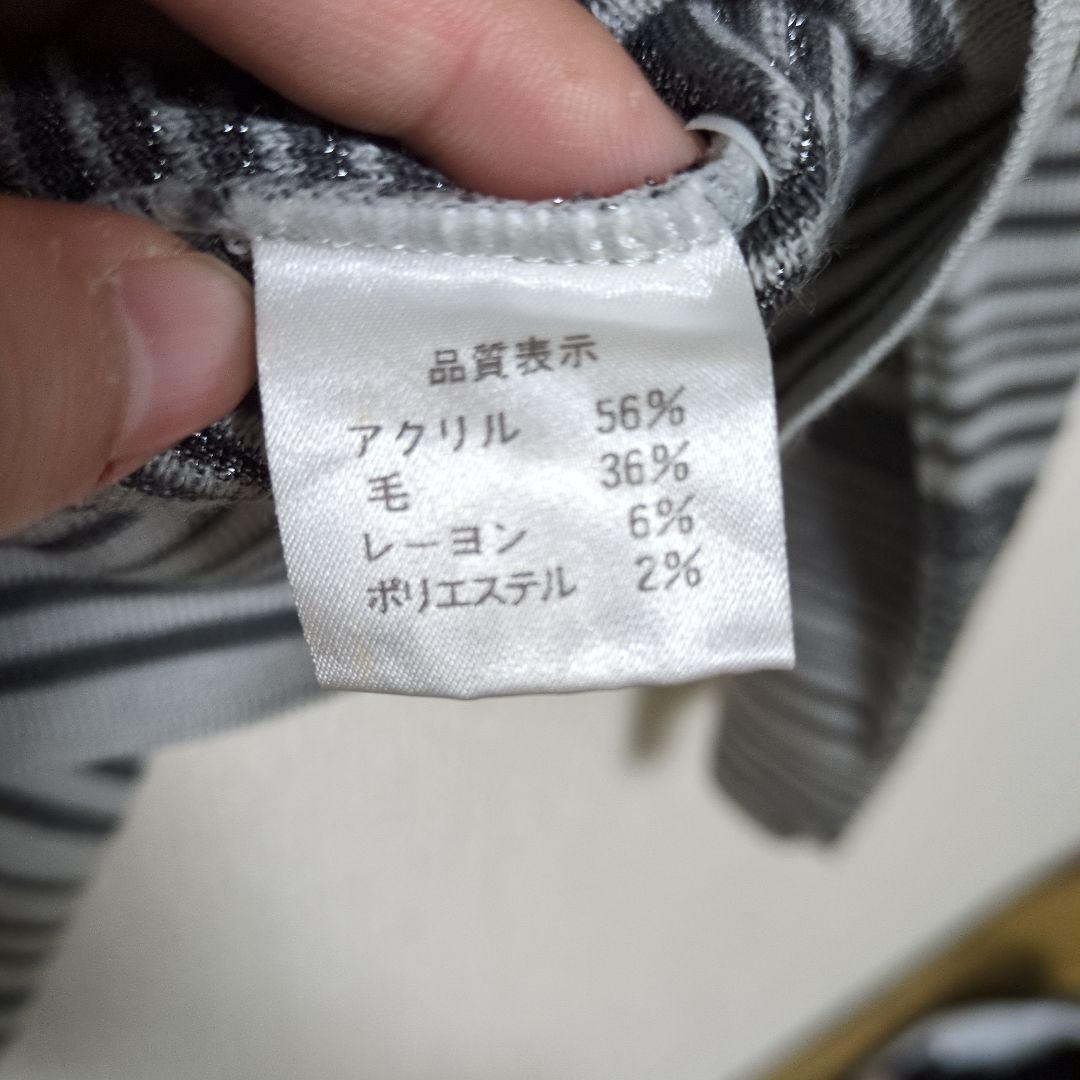 品質表示
アクリル 56%
毛 36%
レーヨン 6%
ポリエステル 2%